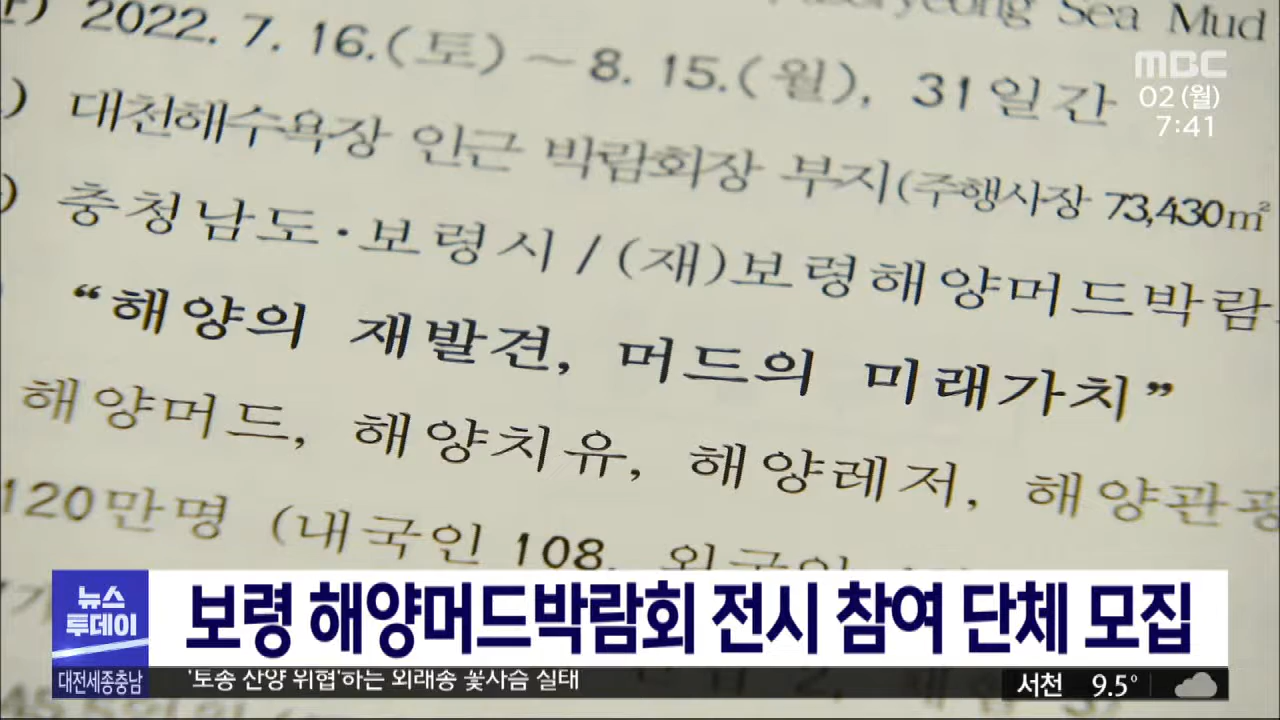 Sea Mud
2022. 7. 16.(토) ~ 8. 15.(월), 31일간
대천해수욕장 인근 박람회장 부지(주행사장 73,430㎡
충청남도·보령시 / (재)보령해양머드박람
“해양의 재발견, 머드의 미래가치”
해양머드, 해양치유, 해양레저, 해양관광
120만명 (내국인 108,
MBC
02 (월)
7:41
뉴스
투데이
보령 해양머드박람회 전시 참여 단체 모집
대전세종충남
'토종 산양 위협'하는 외래송 꽃사슴 실태
서천 9.5°